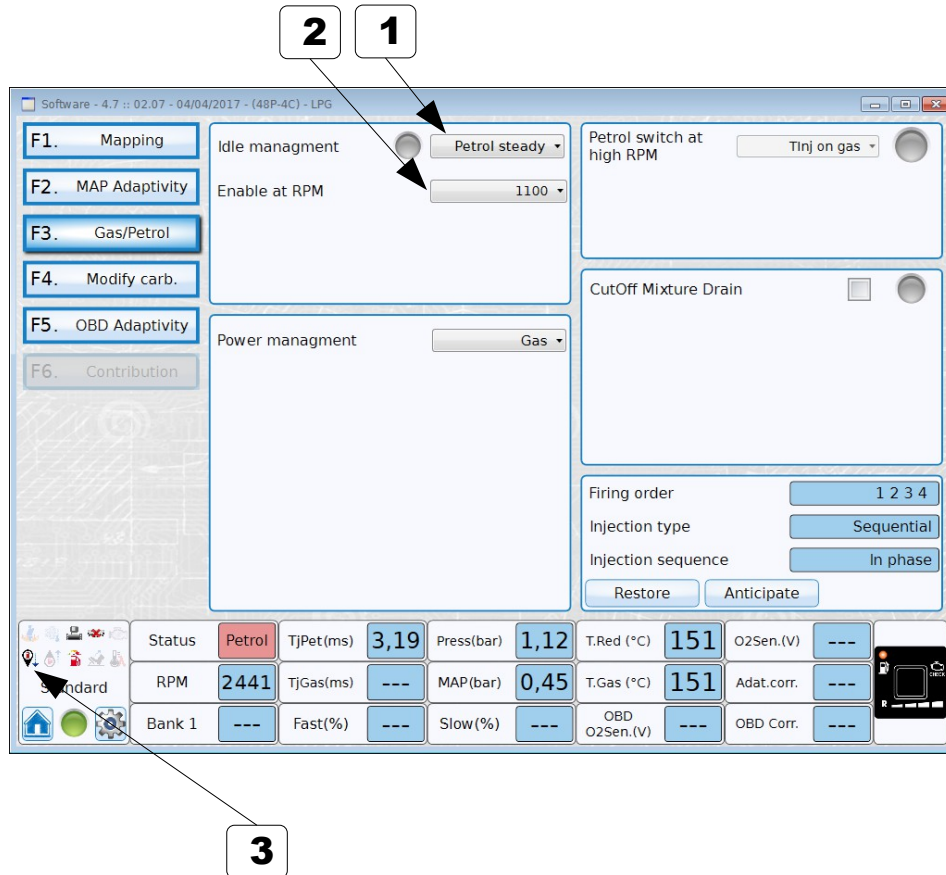 2
1
Software - 4.7 :: 02.07 - 04/04/2017 - (48P-4C) - LPG
F1. Mapping
F2. MAP Adaptivity
F3. Gas/Petrol
F4. Modify carb.
F5. OBD Adaptivity
F6. Contribution
Idle managment Petrol steady
Enable at RPM 1100
Power managment Gas
Petrol switch at
high RPM
TInj on gas
CutOff Mixture Drain
Firing order 1 2 3 4
Injection type Sequential
Injection sequence In phase
Restore Anticipate
Standard
Status Petrol TjPet(ms) 3,19 Press(bar) 1,12 T.Red (°C) 151 O2Sen.(V) ---
RPM 2441 TjGas(ms) --- MAP(bar) 0,45 T.Gas (°C) 151 Adat.corr. ---
Bank 1 --- Fast(%) --- Slow(%) --- OBD
O2Sen.(V) --- OBD Corr. ---
CHECK
R
3